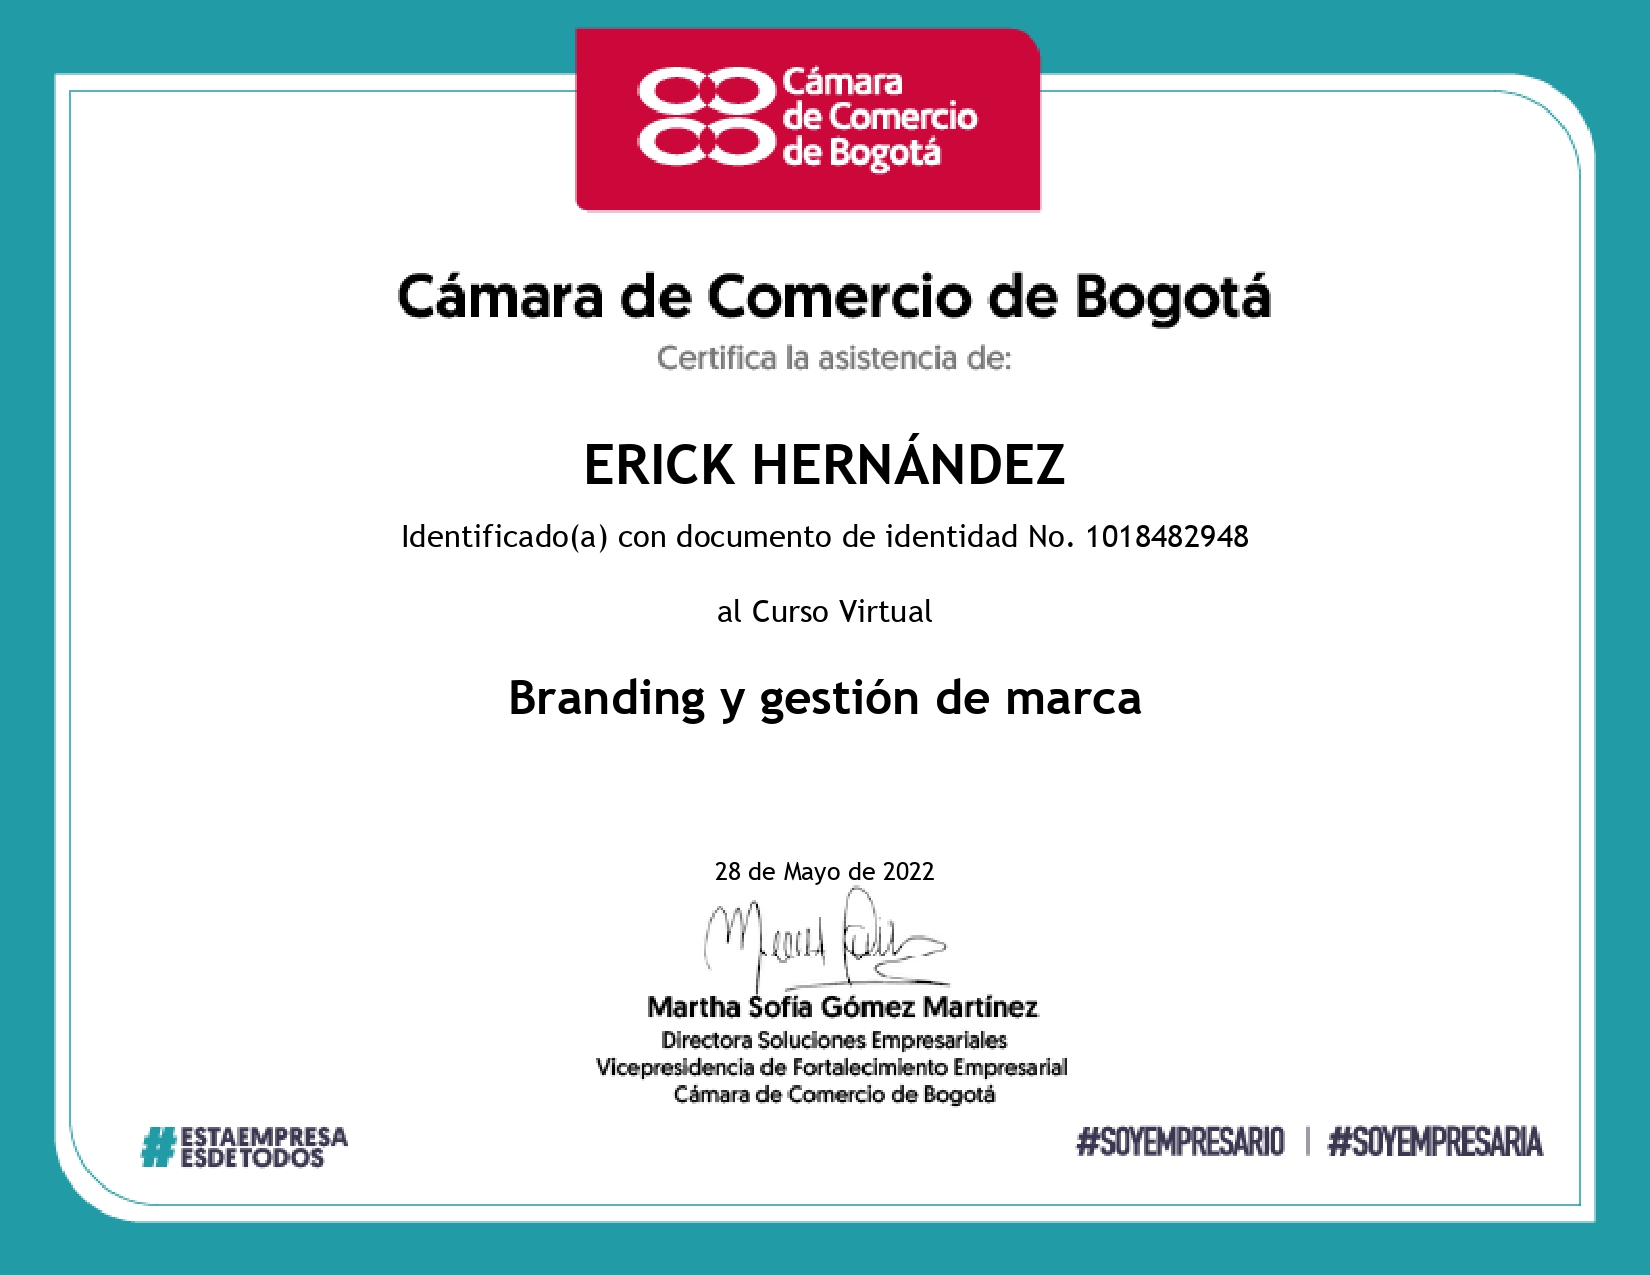 Cámara
de Comercio
de Bogotá
Cámara de Comercio de Bogotá
Certifica la asistencia de:
ERICK HERNÁNDEZ
Identificado(a) con documento de identidad No. 1018482948
al Curso Virtual
Branding y gestión de marca
28 de Mayo de 2022
Martha Sofía Gómez Martínez
Directora Soluciones Empresariales
Vicepresidencia de Fortalecimiento Empresarial
Cámara de Comercio de Bogotá
#ESTAEMPRESA
ESDETODOS
#SOYEMPRESARIO | #SOYEMPRESARIA